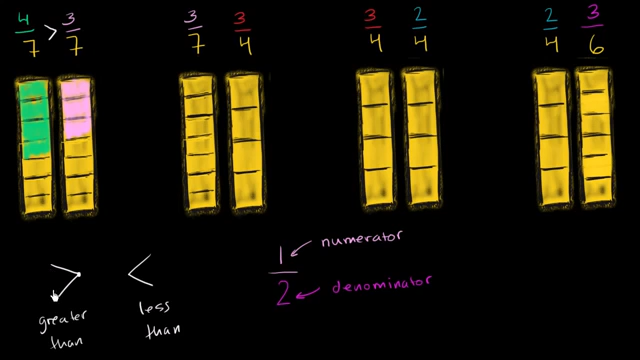 4/7 > 3/7
3/7 3/4
3/4 2/4
2/4 3/6
> <
greater than
less than
1/2
numerator
denominator